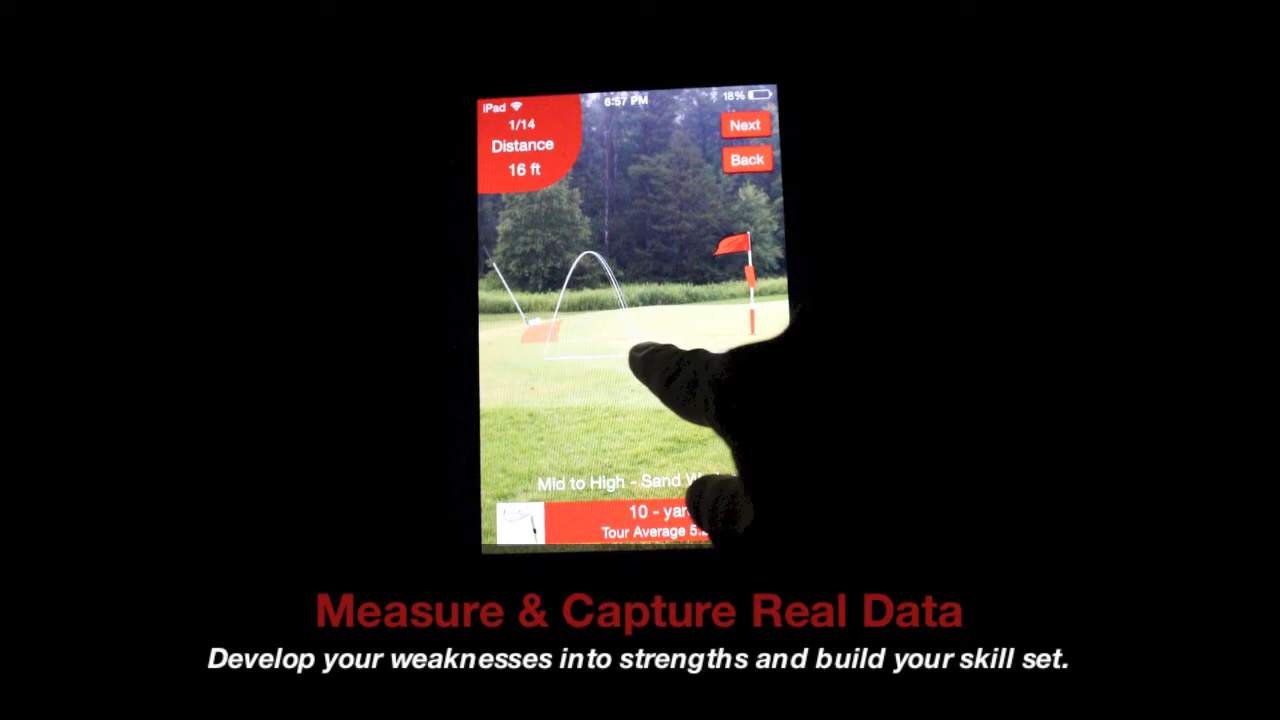 iPad
6:57 PM
18%
1/14
Distance
16 ft
Next
Back
Mid to High - Sand
10 -
Tour Average
Measure & Capture Real Data
Develop your weaknesses into strengths and build your skill set.